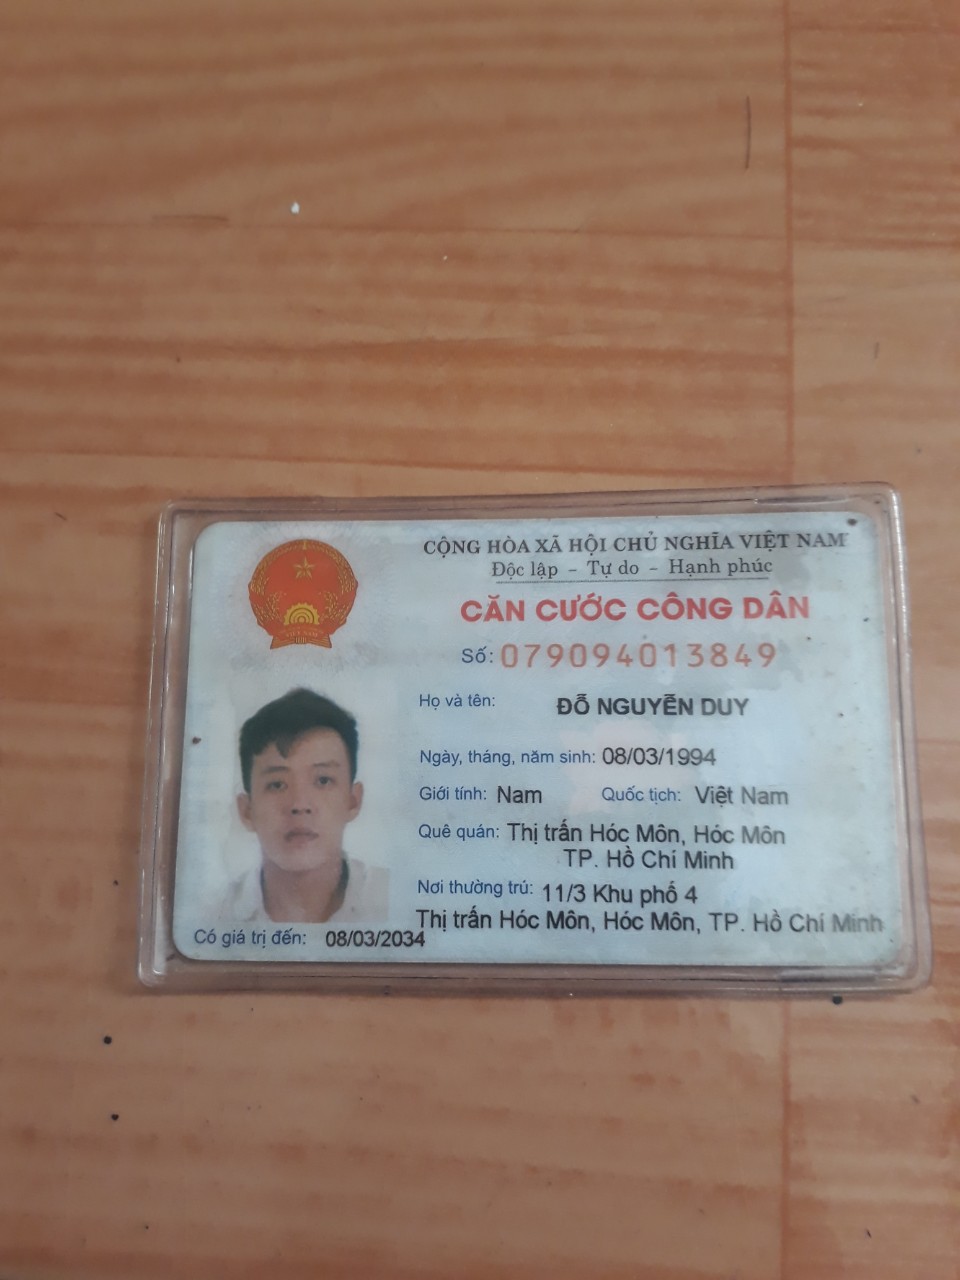 CỘNG HÒA XÃ HỘI CHỦ NGHĨA VIỆT NAM
Độc lập - Tự do - Hạnh phúc
CĂN CƯỚC CÔNG DÂN
Số: 079094013849
Họ và tên: ĐỖ NGUYỄN DUY
Ngày, tháng, năm sinh: 08/03/1994
Giới tính: Nam Quốc tịch: Việt Nam
Quê quán: Thị trấn Hóc Môn, Hóc Môn
TP. Hồ Chí Minh
Nơi thường trú: 11/3 Khu phố 4
Thị trấn Hóc Môn, Hóc Môn, TP. Hồ Chí Minh
Có giá trị đến: 08/03/2034
VIỆT NAM